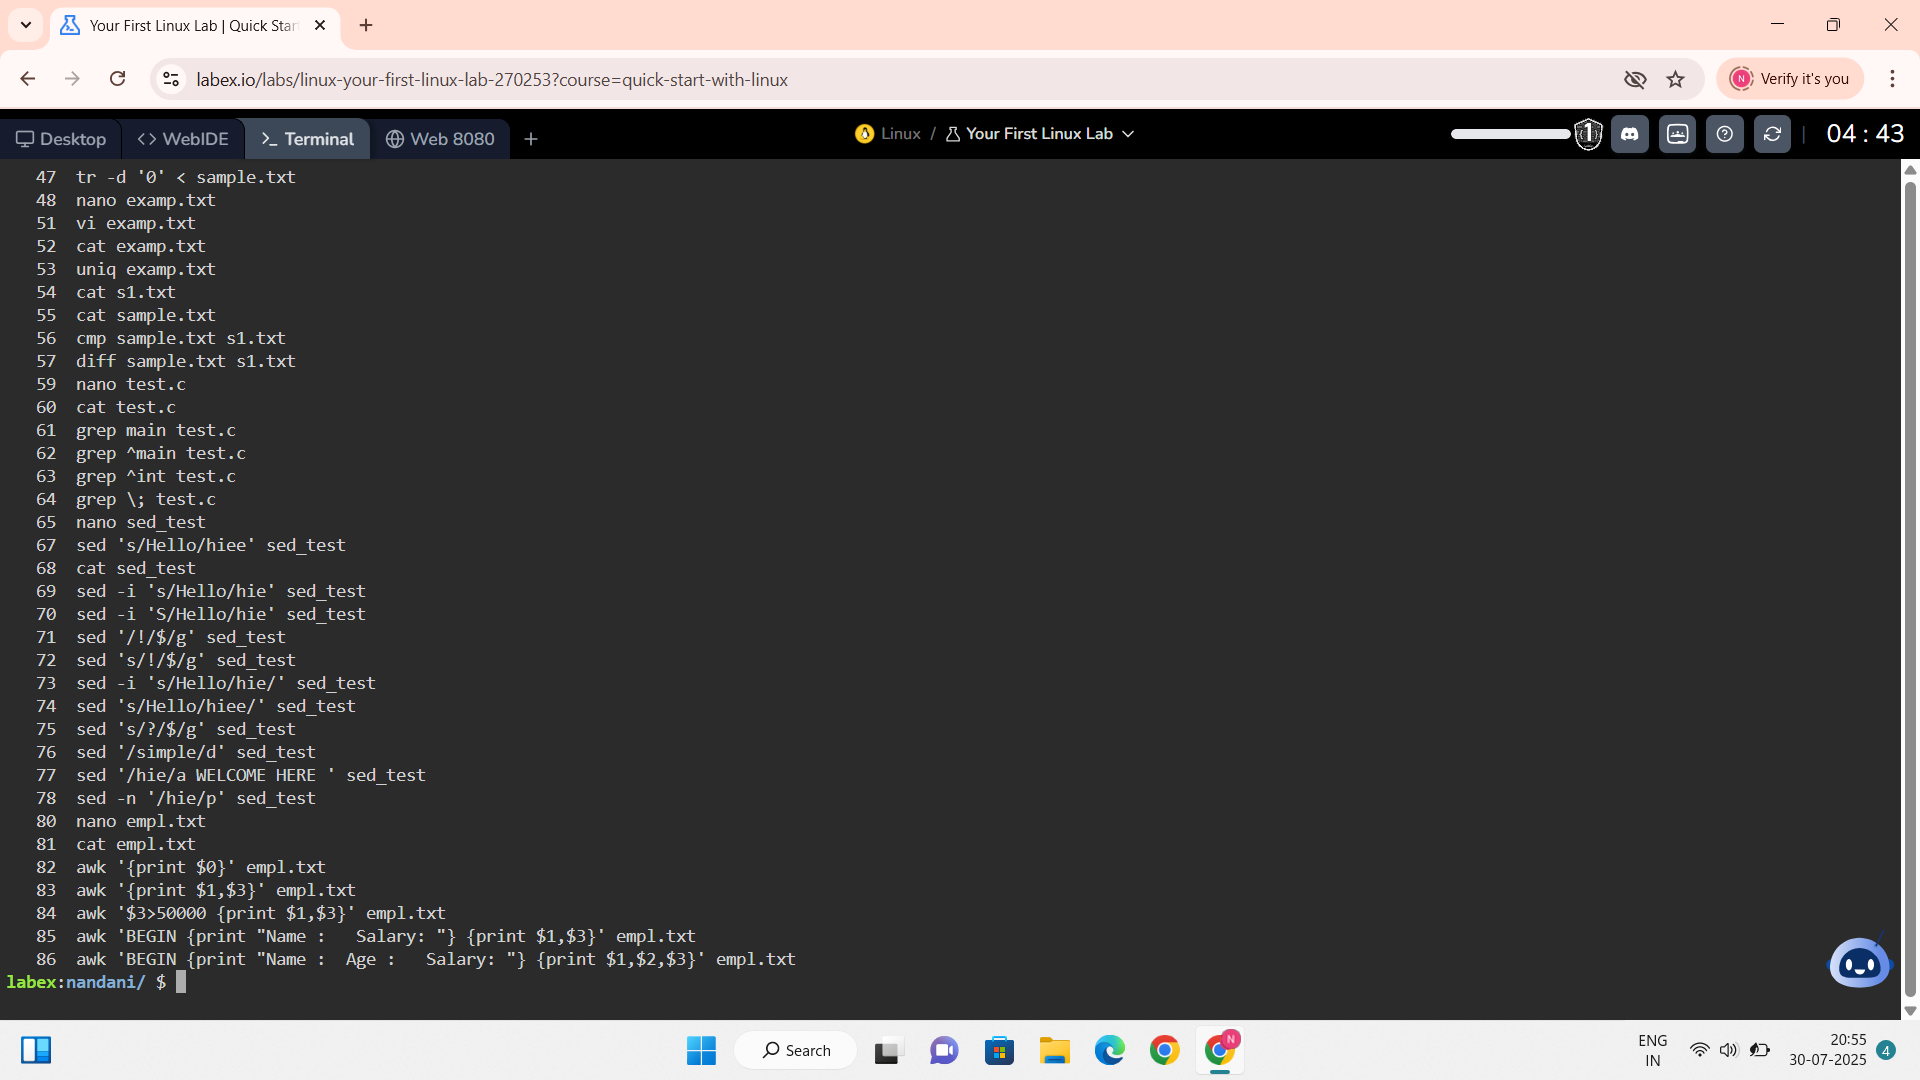 Your First Linux Lab | Quick Star
labex.io/labs/linux-your-first-linux-lab-270253?course=quick-start-with-linux
N Verify it's you
Desktop WebIDE Terminal Web 8080
Linux / Your First Linux Lab
1
04 : 43
47 tr -d '0' < sample.txt
48 nano examp.txt
51 vi examp.txt
52 cat examp.txt
53 uniq examp.txt
54 cat s1.txt
55 cat sample.txt
56 cmp sample.txt s1.txt
57 diff sample.txt s1.txt
59 nano test.c
60 cat test.c
61 grep main test.c
62 grep ^main test.c
63 grep ^int test.c
64 grep \; test.c
65 nano sed_test
67 sed 's/Hello/hiee' sed_test
68 cat sed_test
69 sed -i 's/Hello/hie' sed_test
70 sed -i 'S/Hello/hie' sed_test
71 sed '/!/$/g' sed_test
72 sed 's/!/$/g' sed_test
73 sed -i 's/Hello/hie/' sed_test
74 sed 's/Hello/hiee/' sed_test
75 sed 's/?/$/g' sed_test
76 sed '/simple/d' sed_test
77 sed '/hie/a WELCOME HERE ' sed_test
78 sed -n '/hie/p' sed_test
80 nano empl.txt
81 cat empl.txt
82 awk '{print $0}' empl.txt
83 awk '{print $1,$3}' empl.txt
84 awk '$3>50000 {print $1,$3}' empl.txt
85 awk 'BEGIN {print "Name :   Salary: "} {print $1,$3}' empl.txt
86 awk 'BEGIN {print "Name :  Age :   Salary: "} {print $1,$2,$3}' empl.txt
labex:nandani/ $
Search
N
ENG
IN
20:55
30-07-2025
4